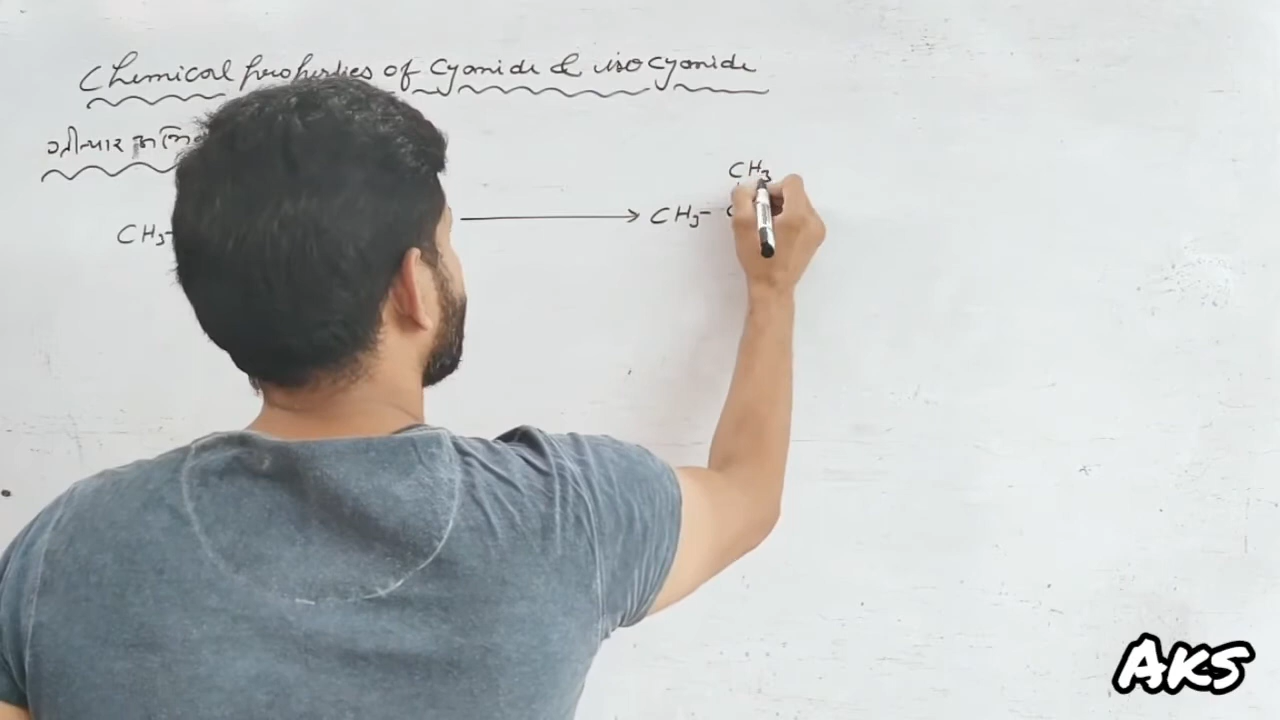 Chemical properties of cyanide & isocyanide
CH3
CH3- → CH3-
AKS